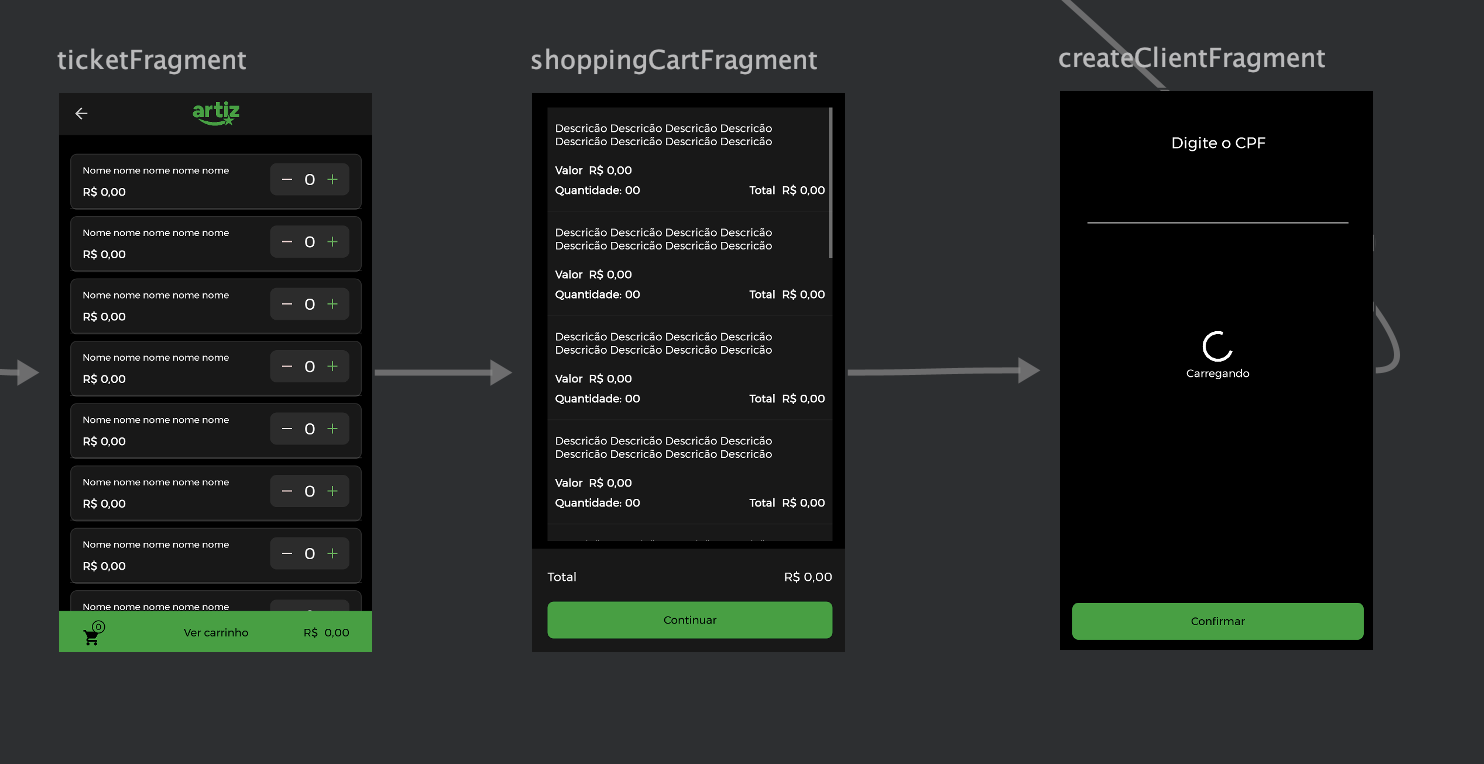 ticketFragment
artiz
Nome nome nome nome nome
R$ 0,00
0
Nome nome nome nome nome
R$ 0,00
0
Nome nome nome nome nome
R$ 0,00
0
Nome nome nome nome nome
R$ 0,00
0
Nome nome nome nome nome
R$ 0,00
0
Nome nome nome nome nome
R$ 0,00
0
Nome nome nome nome nome
R$ 0,00
0
Nome nome nome nome nome
0
Ver carrinho
R$ 0,00
shoppingCartFragment
Descricão Descricão Descricão Descricão
Descricão Descricão Descricão Descricão
Valor R$ 0,00
Quantidade: 00 Total R$ 0,00
Descricão Descricão Descricão Descricão
Descricão Descricão Descricão Descricão
Valor R$ 0,00
Quantidade: 00 Total R$ 0,00
Descricão Descricão Descricão Descricão
Descricão Descricão Descricão Descricão
Valor R$ 0,00
Quantidade: 00 Total R$ 0,00
Descricão Descricão Descricão Descricão
Descricão Descricão Descricão Descricão
Valor R$ 0,00
Quantidade: 00 Total R$ 0,00
Total R$ 0,00
Continuar
createClientFragment
Digite o CPF
Carregando
Confirmar